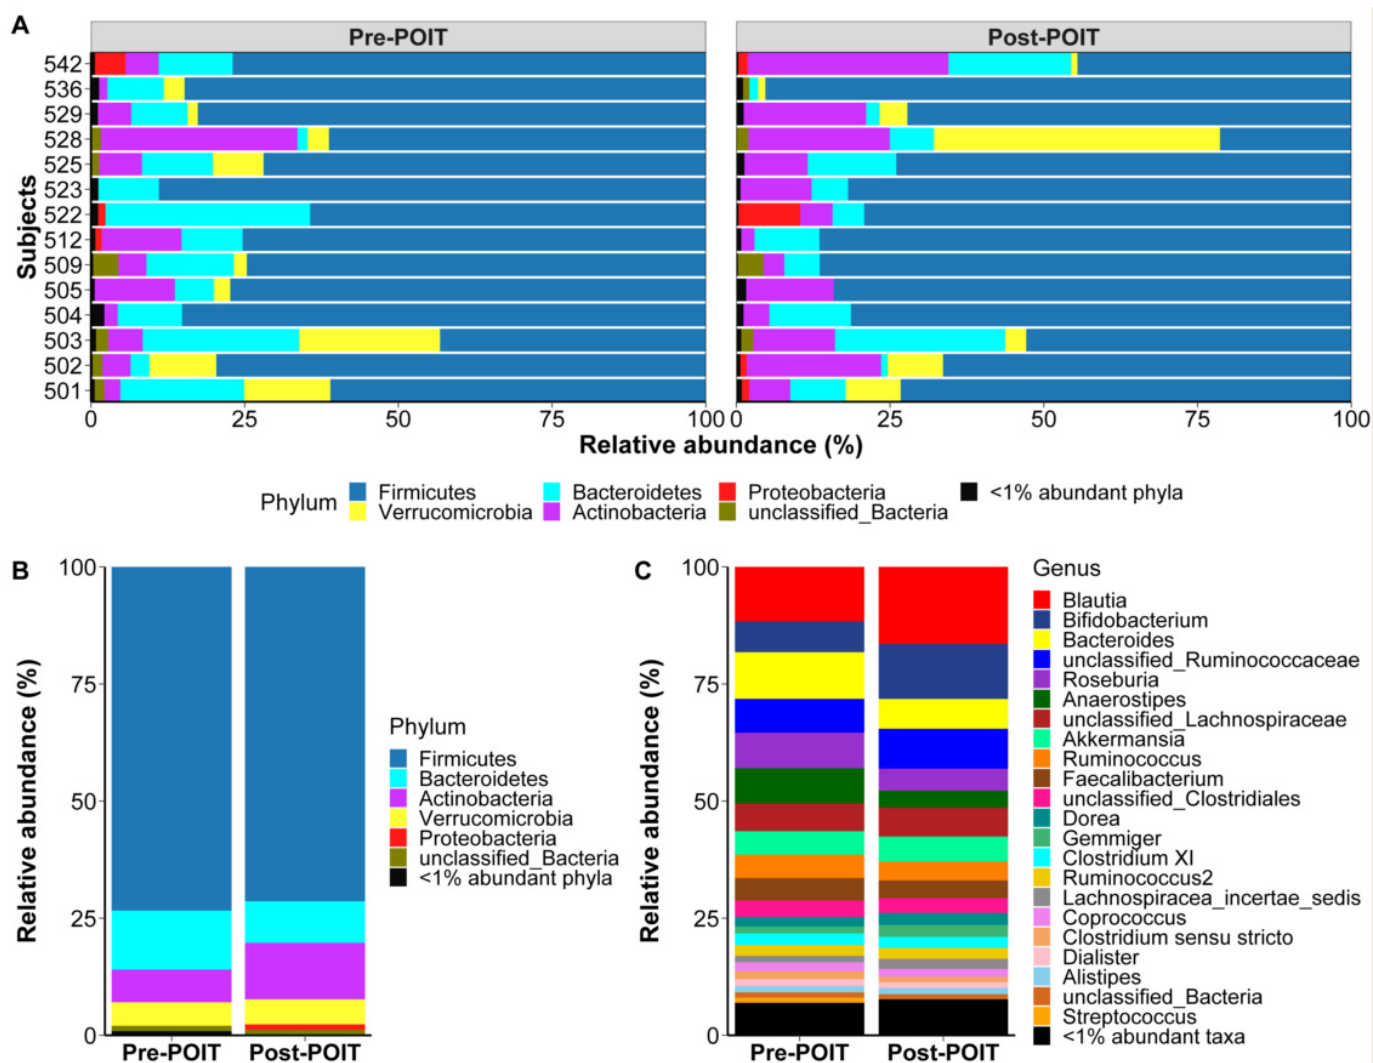 A
Pre-POIT
Post-POIT
Subjects
542
536
529
528
525
523
522
512
509
505
504
503
502
501
0 25 50 75 100
0 25 50 75 100
Relative abundance (%)
Phylum
Firmicutes
Verrucomicrobia
Bacteroidetes
Actinobacteria
Proteobacteria
unclassified_Bacteria
<1% abundant phyla
B
Relative abundance (%)
100
75
50
25
0
Pre-POIT Post-POIT
Phylum
Firmicutes
Bacteroidetes
Actinobacteria
Verrucomicrobia
Proteobacteria
unclassified_Bacteria
<1% abundant phyla
C
Relative abundance (%)
100
75
50
25
0
Pre-POIT Post-POIT
Genus
Blautia
Bifidobacterium
Bacteroides
unclassified_Ruminococcaceae
Roseburia
Anaerostipes
unclassified_Lachnospiraceae
Akkermansia
Ruminococcus
Faecalibacterium
unclassified_Clostridiales
Dorea
Gemmiger
Clostridium XI
Ruminococcus2
Lachnospiracea_incertae_sedis
Coprococcus
Clostridium sensu stricto
Dialister
Alistipes
unclassified_Bacteria
Streptococcus
<1% abundant taxa